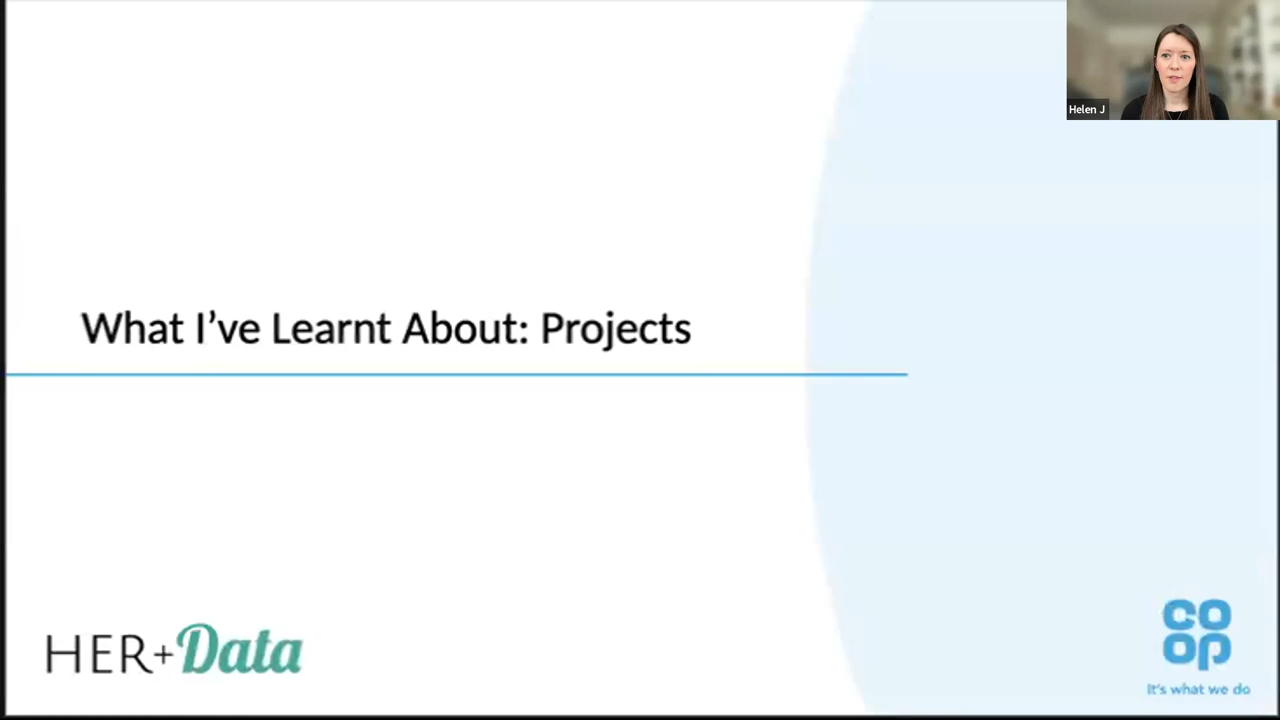 Helen J
What I've Learnt About: Projects
HER+Data
CO
OP
It's what we do